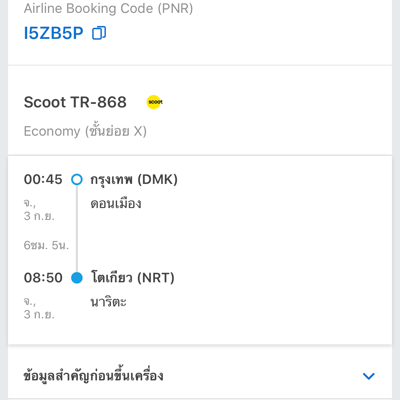 Airline Booking Code (PNR)
I5ZB5P
Scoot TR-868
scoot
Economy (ชั้นย่อย X)
00:45 กรุงเทพ (DMK)
จ., ดอนเมือง
3 ก.ย.
6ชม. 5น.
08:50 โตเกียว (NRT)
จ., นาริตะ
3 ก.ย.
ข้อมูลสำคัญก่อนขึ้นเครื่อง